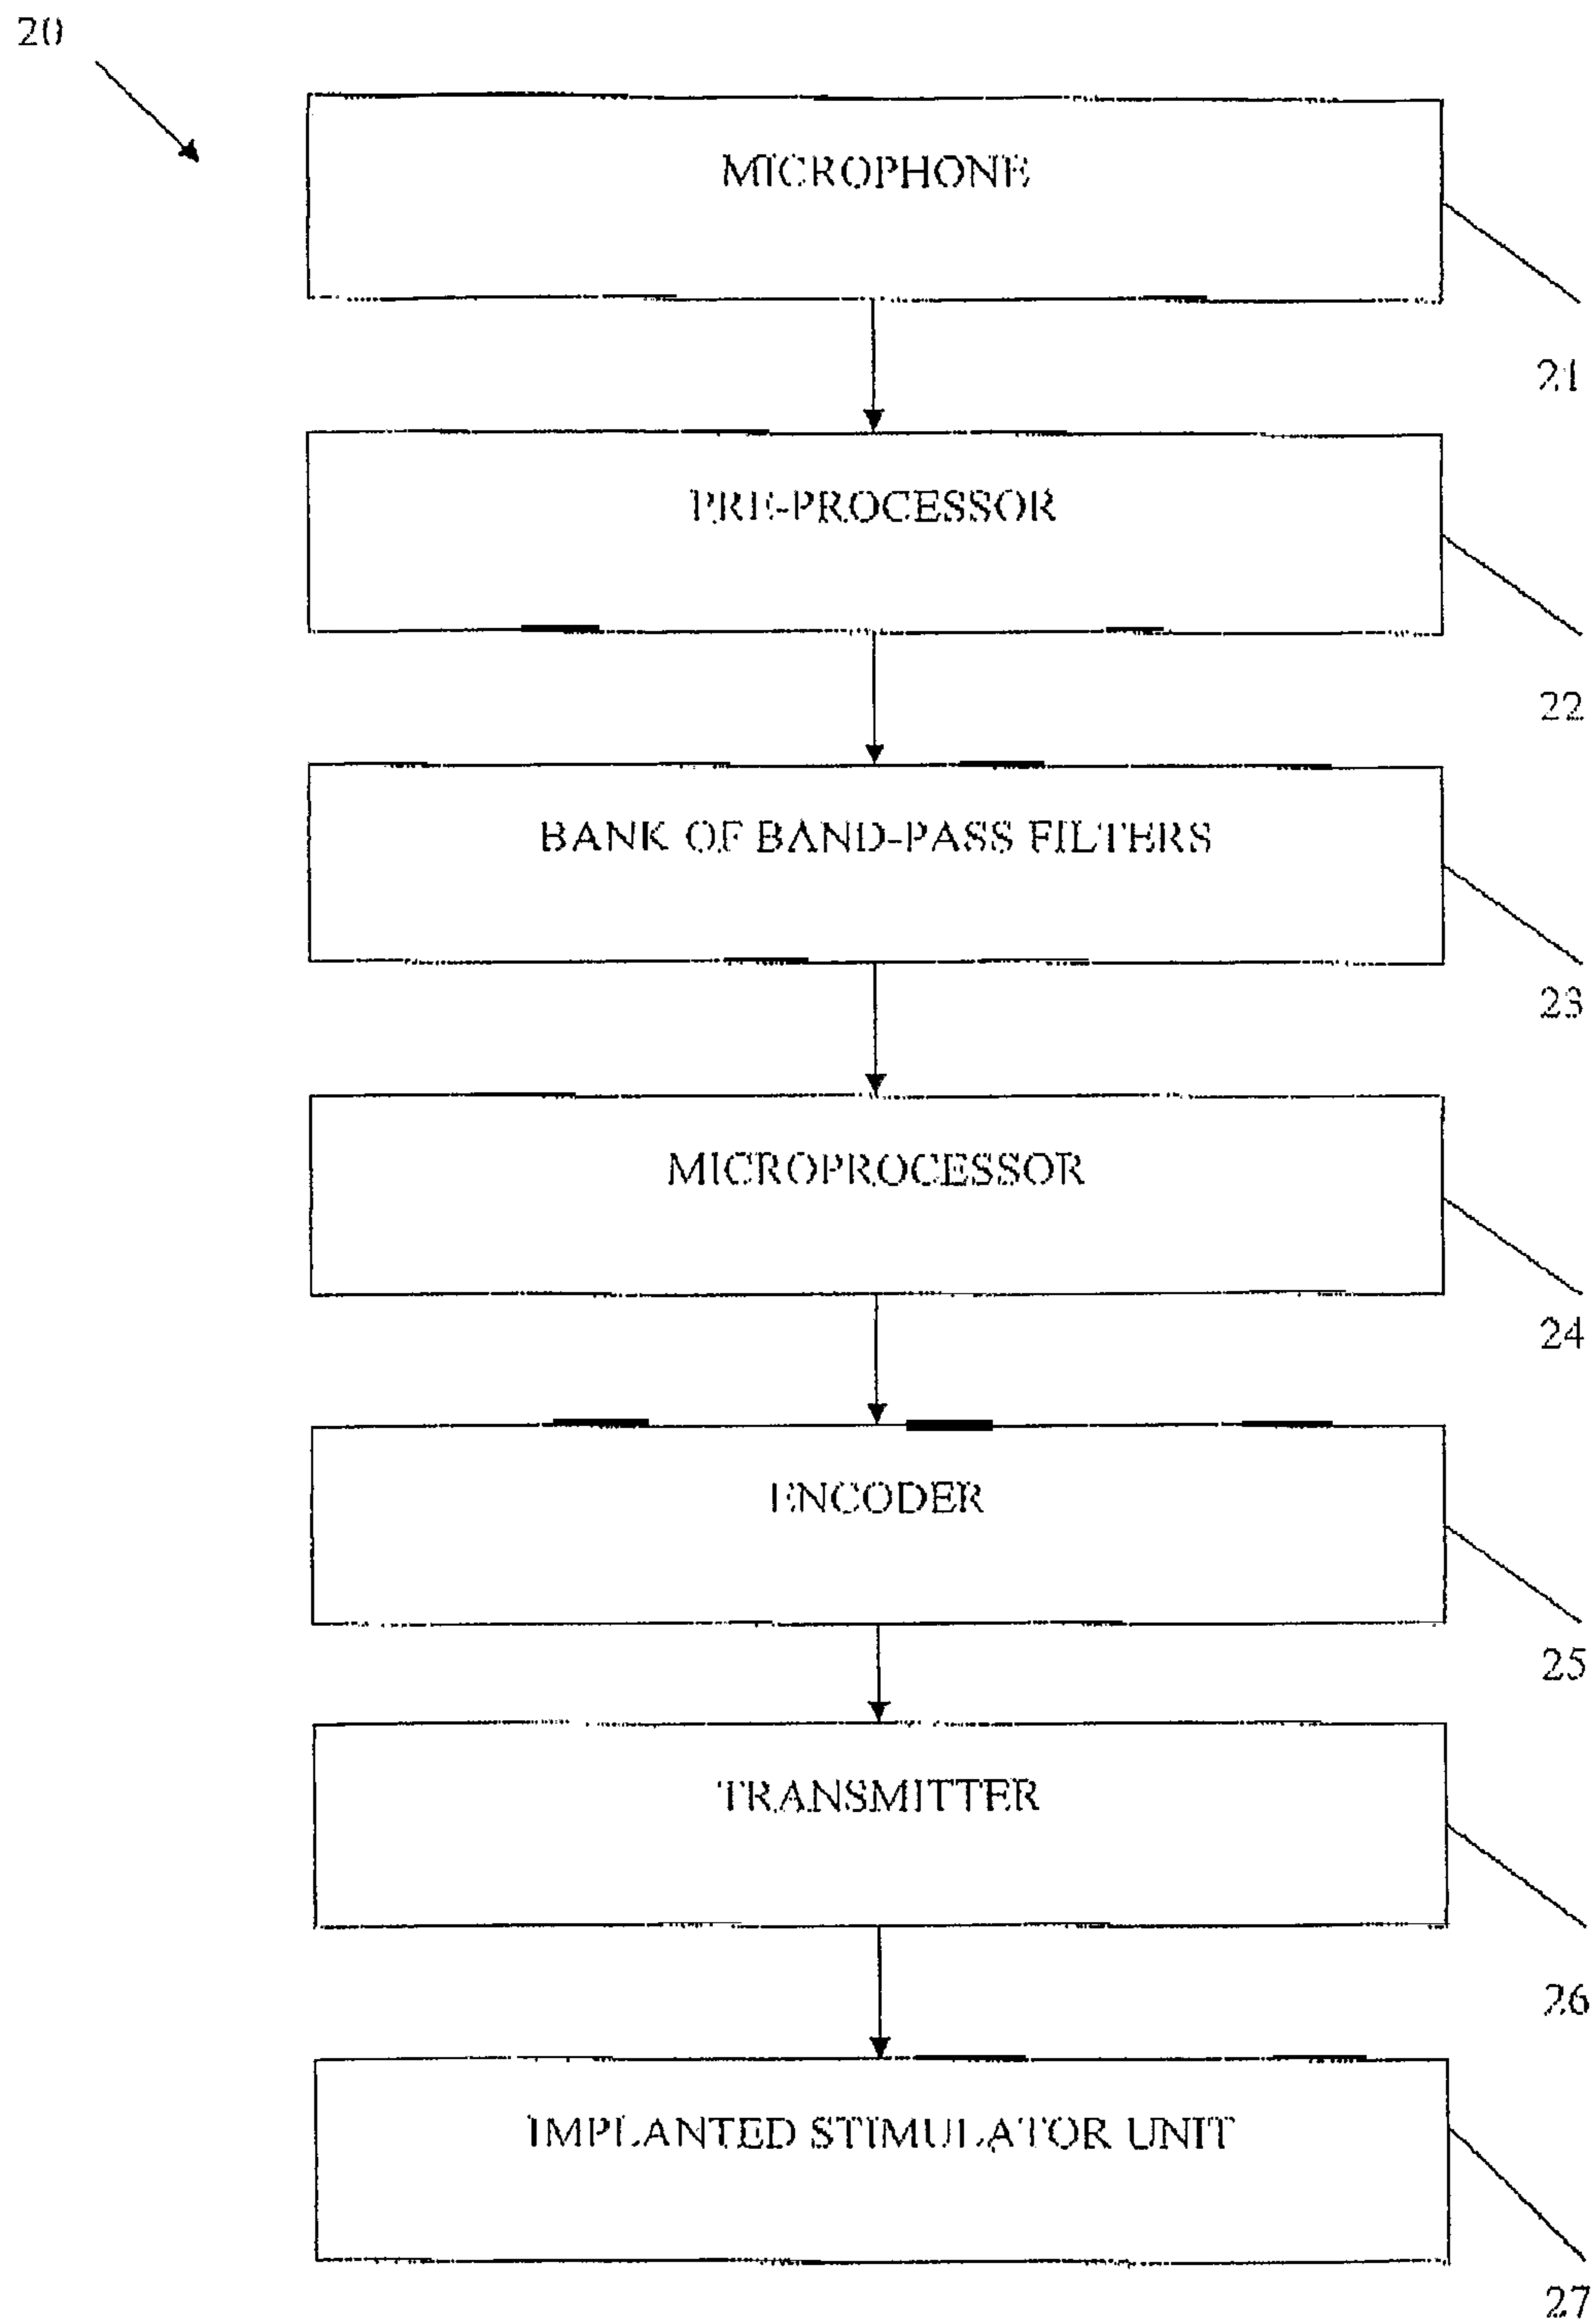 20
MICROPHONE
21
PRE-PROCESSOR
22
BANK OF BAND-PASS FILTERS
23
MICROPROCESSOR
24
ENCODER
25
TRANSMITTER
26
IMPLANTED STIMULATOR UNIT
27